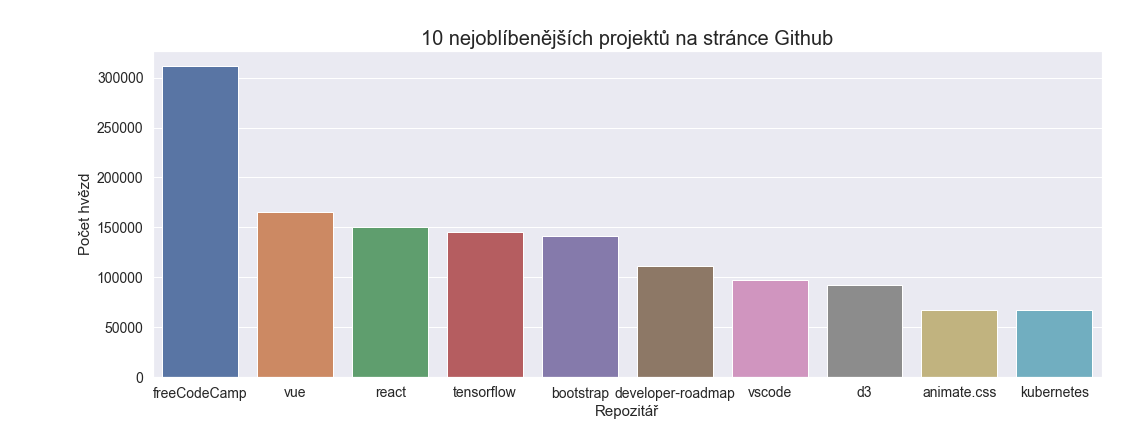 10 nejoblíbenějších projektů na stránce Github
Počet hvězd
300000
250000
200000
150000
100000
50000
0
freeCodeCamp vue react tensorflow bootstrap developer-roadmap vscode d3 animate.css kubernetes
Repozitář